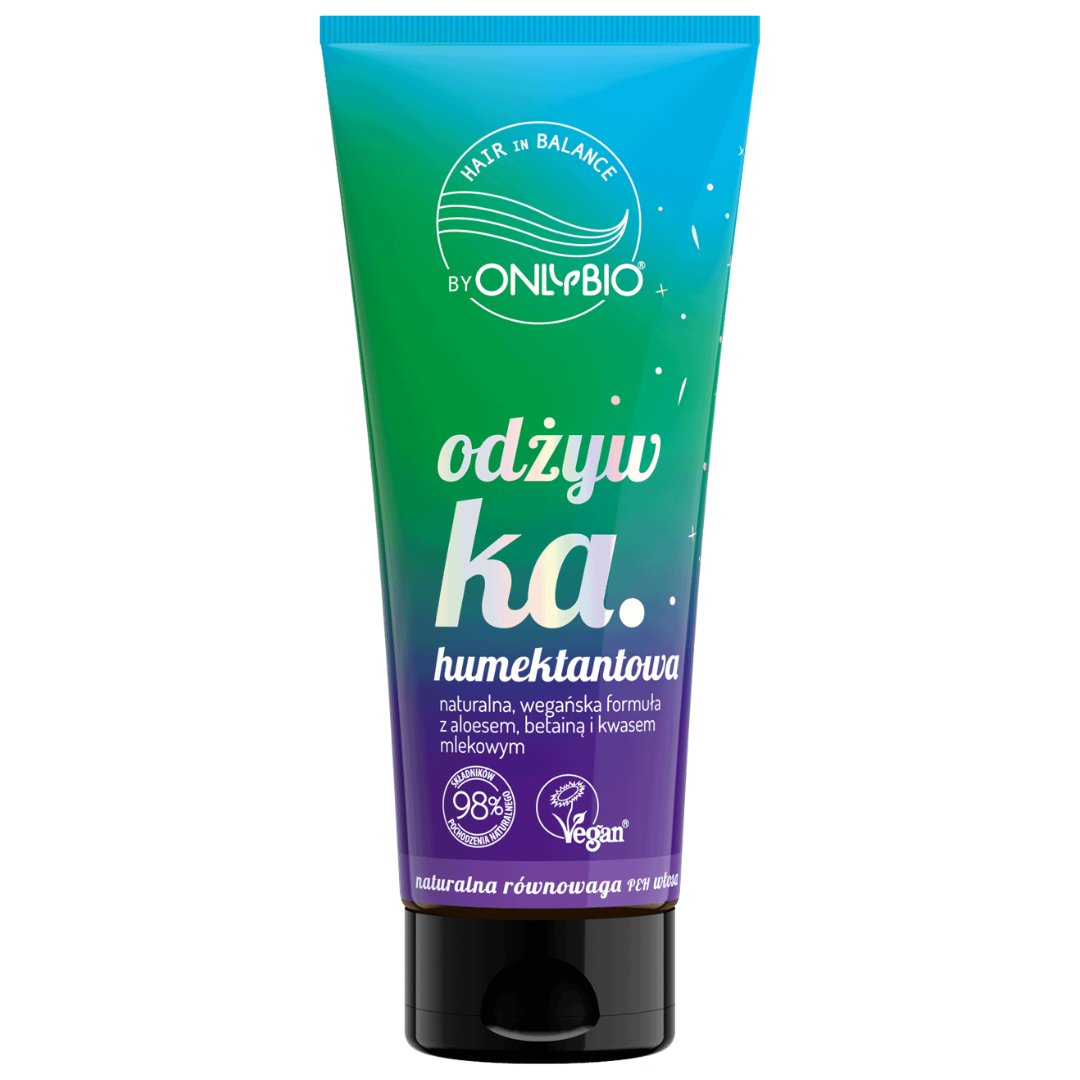 HAIR IN BALANCE
BY ONLYBIO®
odżyw
ka.
humektantowa
naturalna, wegańska formuła
z aloesem, betainą i kwasem
mlekowym
SKŁADNIKÓW
98%
POCHODZENIA NATURALNEGO
Vegan®
naturalna równowaga PEH włosa